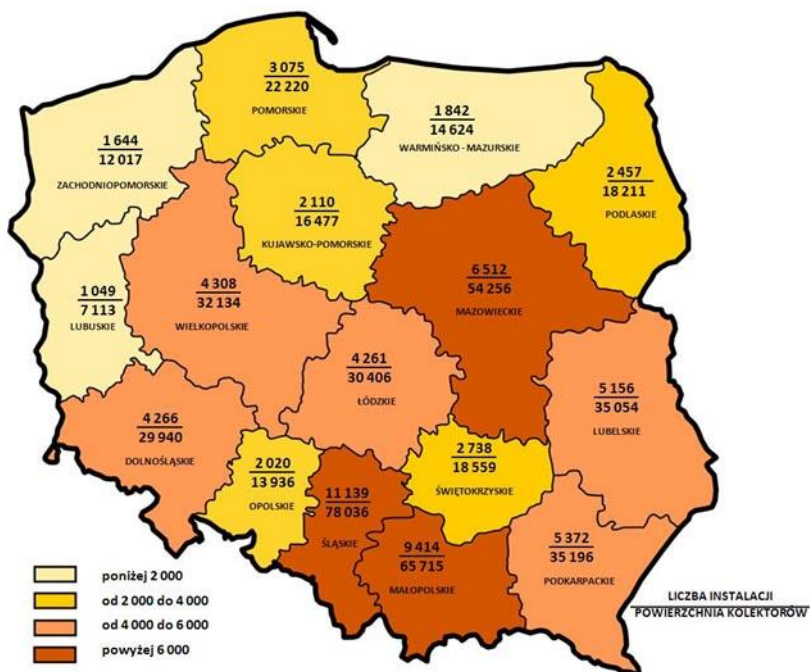 3 075
22 220
POMORSKIE
1 842
14 624
WARMIŃSKO - MAZURSKIE
1 644
12 017
ZACHODNIOPOMORSKIE
2 457
18 211
PODLASKIE
2 110
16 477
KUJAWSKO-POMORSKIE
6 512
54 256
MAZOWIECKIE
1 049
7 113
LUBUSKIE
4 308
32 134
WIELKOPOLSKIE
4 261
30 406
ŁÓDZKIE
5 156
35 054
LUBELSKIE
4 266
29 940
DOLNOŚLĄSKIE
2 020
13 936
OPOLSKIE
11 139
78 036
ŚLĄSKIE
2 738
18 559
ŚWIĘTOKRZYSKIE
9 414
65 715
MAŁOPOLSKIE
5 372
35 196
PODKARPACKIE
poniżej 2 000
od 2 000 do 4 000
od 4 000 do 6 000
powyżej 6 000
LICZBA INSTALACJI
POWIERZCHNIA KOLEKTORÓW